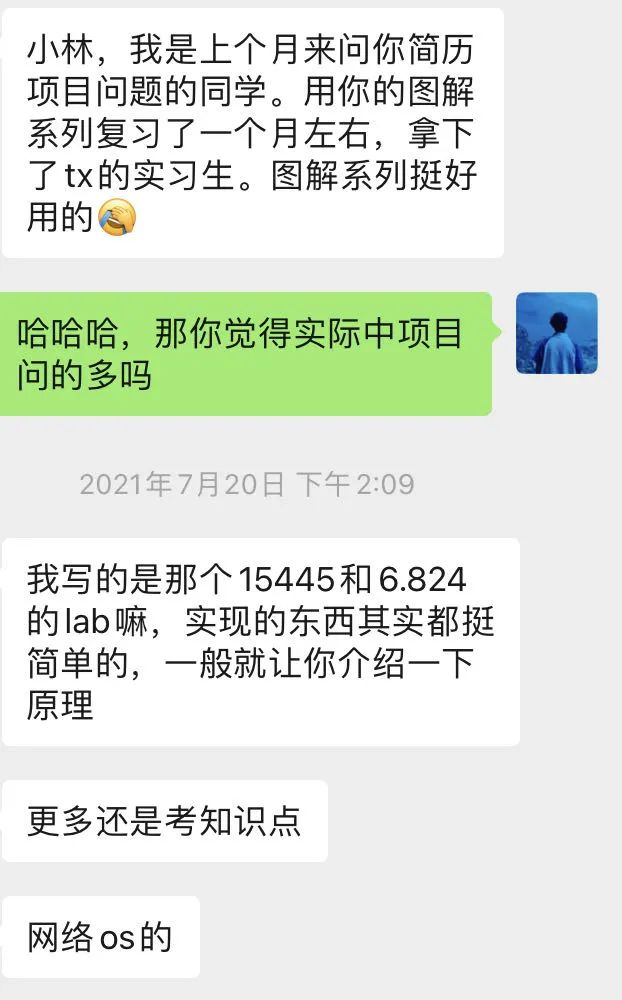 小林，我是上个月来问你简历
项目问题的同学。用你的图解
系列复习了一个月左右，拿下
了tx的实习生。图解系列挺好
用的🤦
哈哈哈，那你觉得实际中项目
问的多吗
2021年7月20日 下午2:09
我写的是那个15445和6.824
的lab嘛，实现的东西其实都挺
简单的，一般就让你介绍一下
原理
更多还是考知识点
网络os的